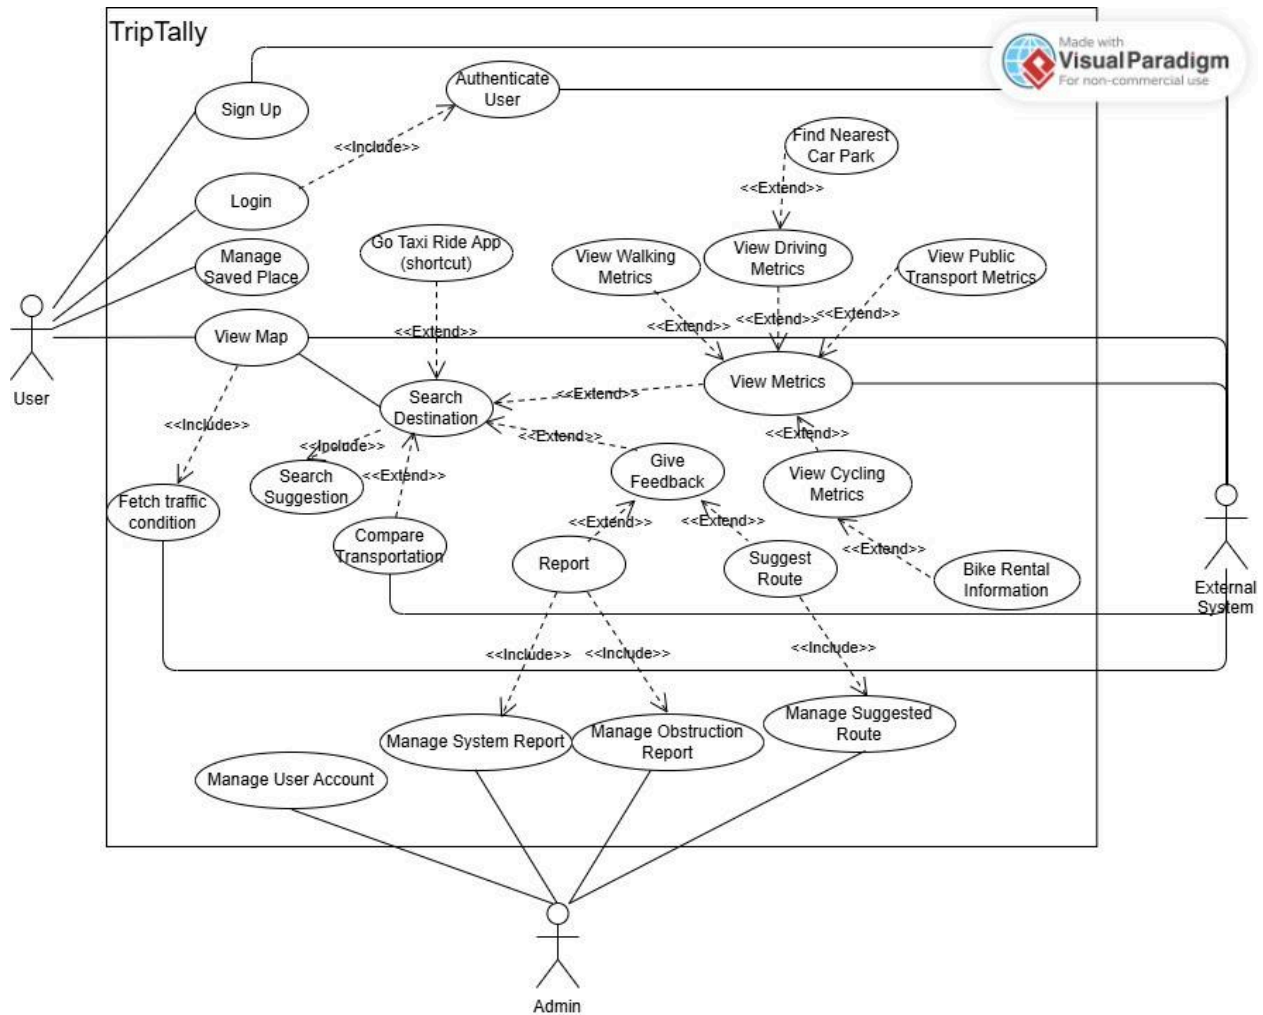 TripTally
Made with
Visual Paradigm
For non-commercial use
Authenticate
User
Sign Up
Find Nearest
Car Park
<<Include>>
<<Extend>>
Login
Go Taxi Ride App
(shortcut)
Manage
Saved Place
View Walking
Metrics
View Driving
Metrics
View Public
Transport Metrics
<<Extend>>
<<Extend>>
<<Extend>>
<<Extend>>
View Map
User
Search
Destination
View Metrics
<<Extend>>
<<Include>>
<<Include>>
<<Extend>>
<<Extend>>
<<Extend>>
Search
Suggestion
Give
Feedback
View Cycling
Metrics
Fetch traffic
condition
Compare
Transportation
<<Extend>>
<<Extend>>
<<Extend>>
Report
Suggest
Route
Bike Rental
Information
External
System
<<Include>>
<<Include>>
<<Include>>
Manage System Report
Manage Obstruction
Report
Manage Suggested
Route
Manage User Account
Admin